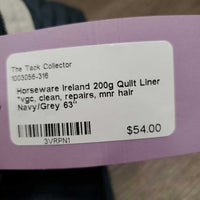 The Tack Collector
1003056-316
Horseware Ireland 200g Quilt Liner
*vgc, clean, repairs, mnr hair
Navy/Grey 63"
$54.00
3VRPN1